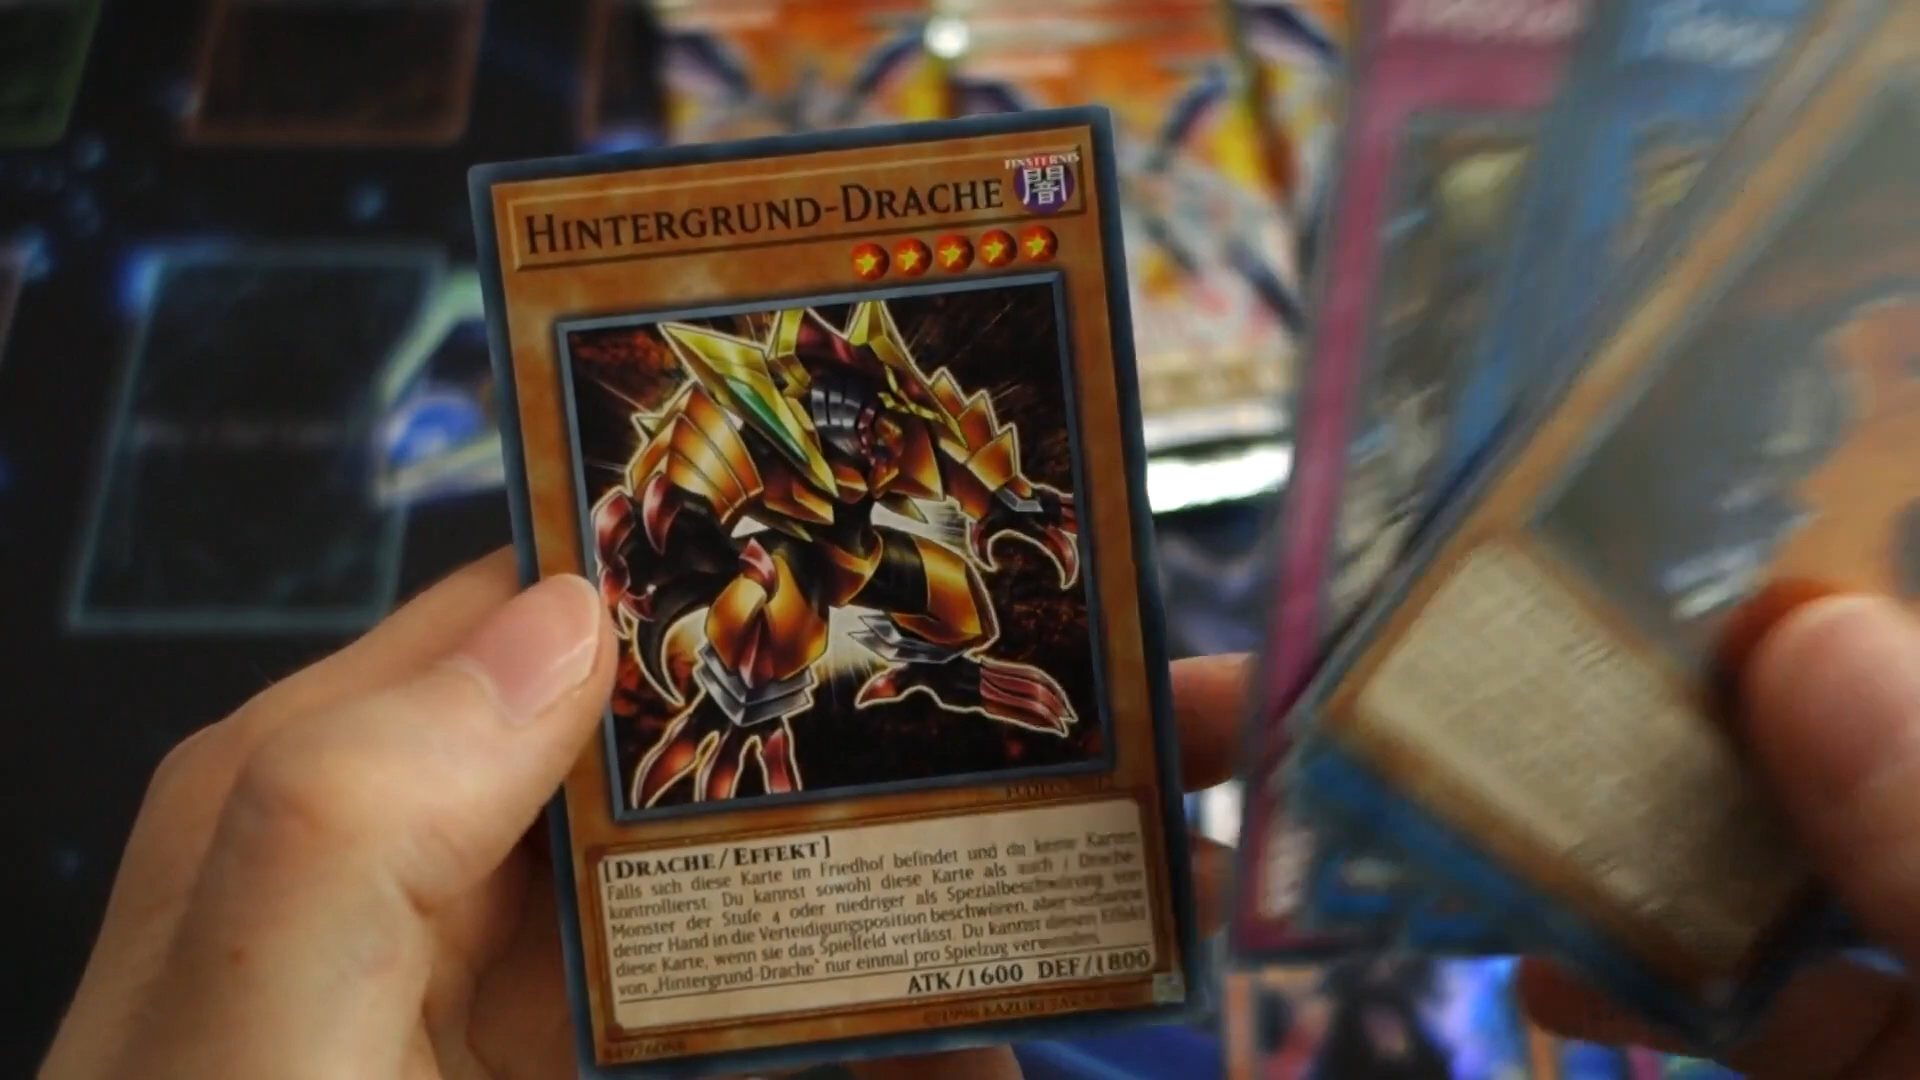 HINTERGRUND-DRACHE
FINSTERNIS
闇
[DRACHE/EFFEKT]
Falls sich diese Karte im Friedhof befindet und du keine Karten
kontrollierst: Du kannst sowohl diese Karte als auch 1 Drache-
Monster der Stufe 4 oder niedriger als Spezialbeschwörung von
deiner Hand in die Verteidigungsposition beschwören, aber verbanne
diese Karte, wenn sie das Spielfeld verlässt. Du kannst diesen Effekt
von „Hintergrund-Drache“ nur einmal pro Spielzug verwenden.
ATK/1600 DEF/1800